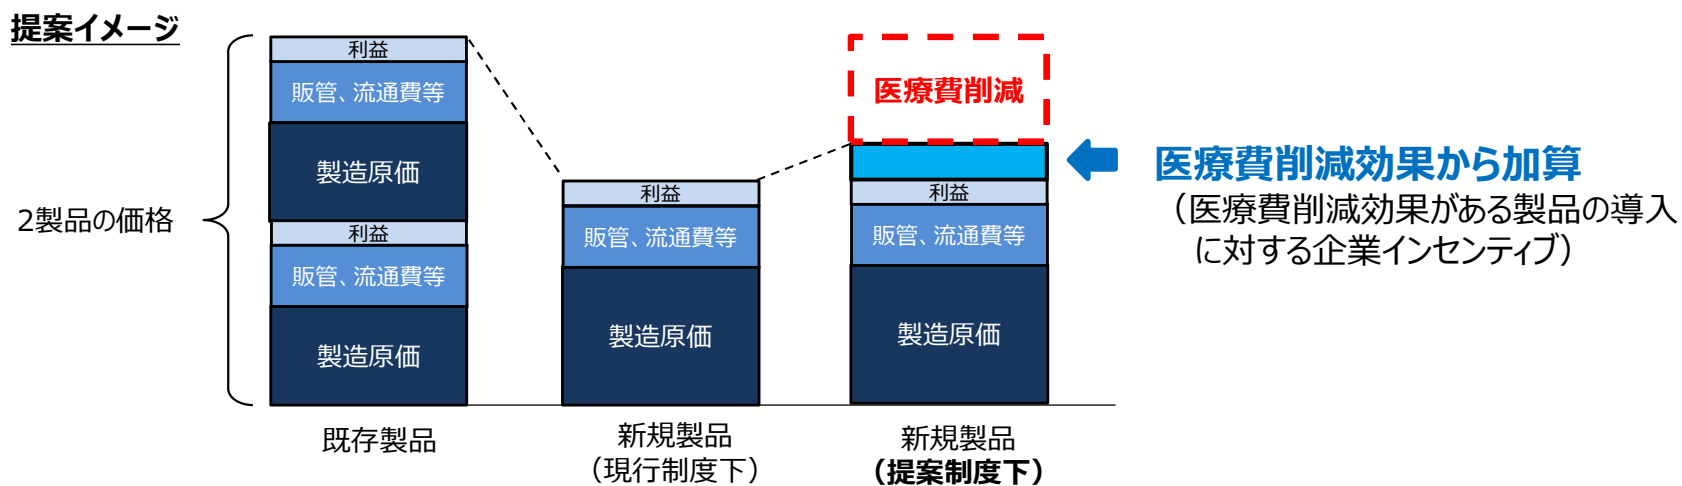 提案イメージ
2製品の価格
利益
販管、流通費等
製造原価
利益
販管、流通費等
製造原価
既存製品
利益
販管、流通費等
製造原価
新規製品
（現行制度下）
医療費削減
利益
販管、流通費等
製造原価
新規製品
（提案制度下）
医療費削減効果から加算
（医療費削減効果がある製品の導入
に対する企業インセンティブ）